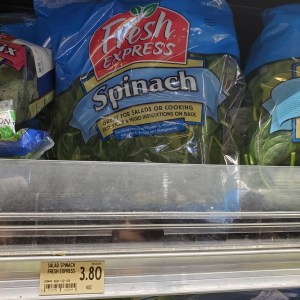 Fresh
EXPRESS
Spinach
GREAT FOR SALADS OR COOKING
SALAD SPINACH
FRESH EXPRESS
3.80